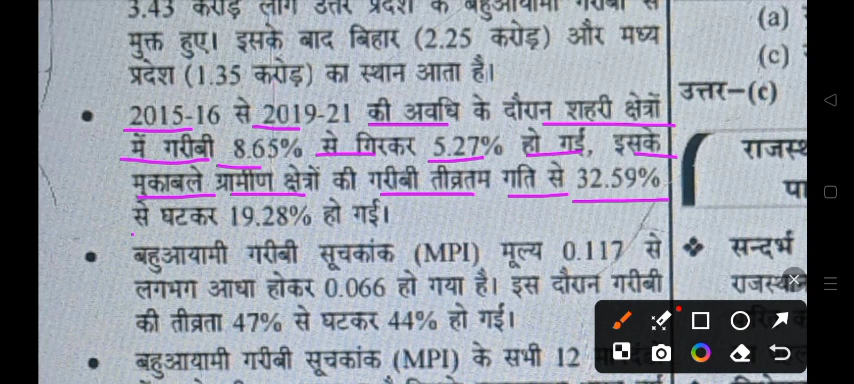 3.43 करोड़ लोग उत्तर प्रदेश के बहुआयामी गरीबी से
मुक्त हुए। इसके बाद बिहार (2.25 करोड़) और मध्य
प्रदेश (1.35 करोड़) का स्थान आता है।
• 2015-16 से 2019-21 की अवधि के दौरान शहरी क्षेत्रों
में गरीबी 8.65% से गिरकर 5.27% हो गई, इसके
मुकाबले ग्रामीण क्षेत्रों की गरीबी तीव्रतम गति से 32.59%
से घटकर 19.28% हो गई।
• बहुआयामी गरीबी सूचकांक (MPI) मूल्य 0.117 से
लगभग आधा होकर 0.066 हो गया है। इस दौरान गरीबी
की तीव्रता 47% से घटकर 44% हो गई।
• बहुआयामी गरीबी सूचकांक (MPI) के सभी 12
(a)
(c)
उत्तर–(c)
❖ सन्दर्भ